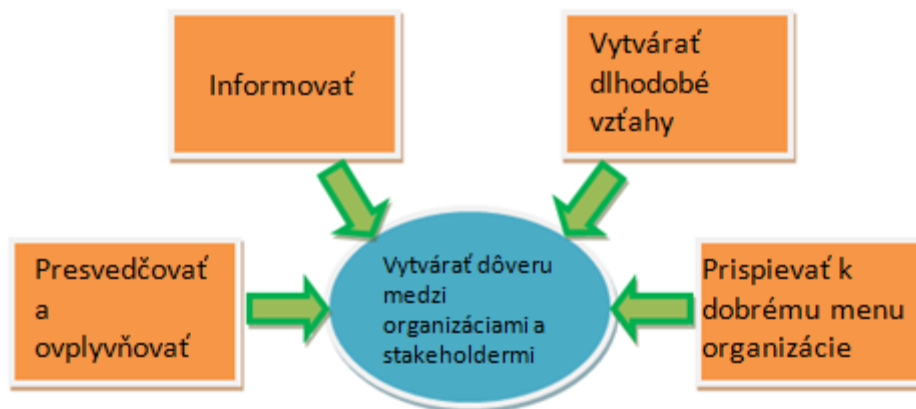 Informovať
Vytvárať
dlhodobé
vzťahy
Presvedčovať
a
ovplyvňovať
Vytvárať dôveru
medzi
organizáciami a
stakeholdermi
Prispievať k
dobrému menu
organizácie